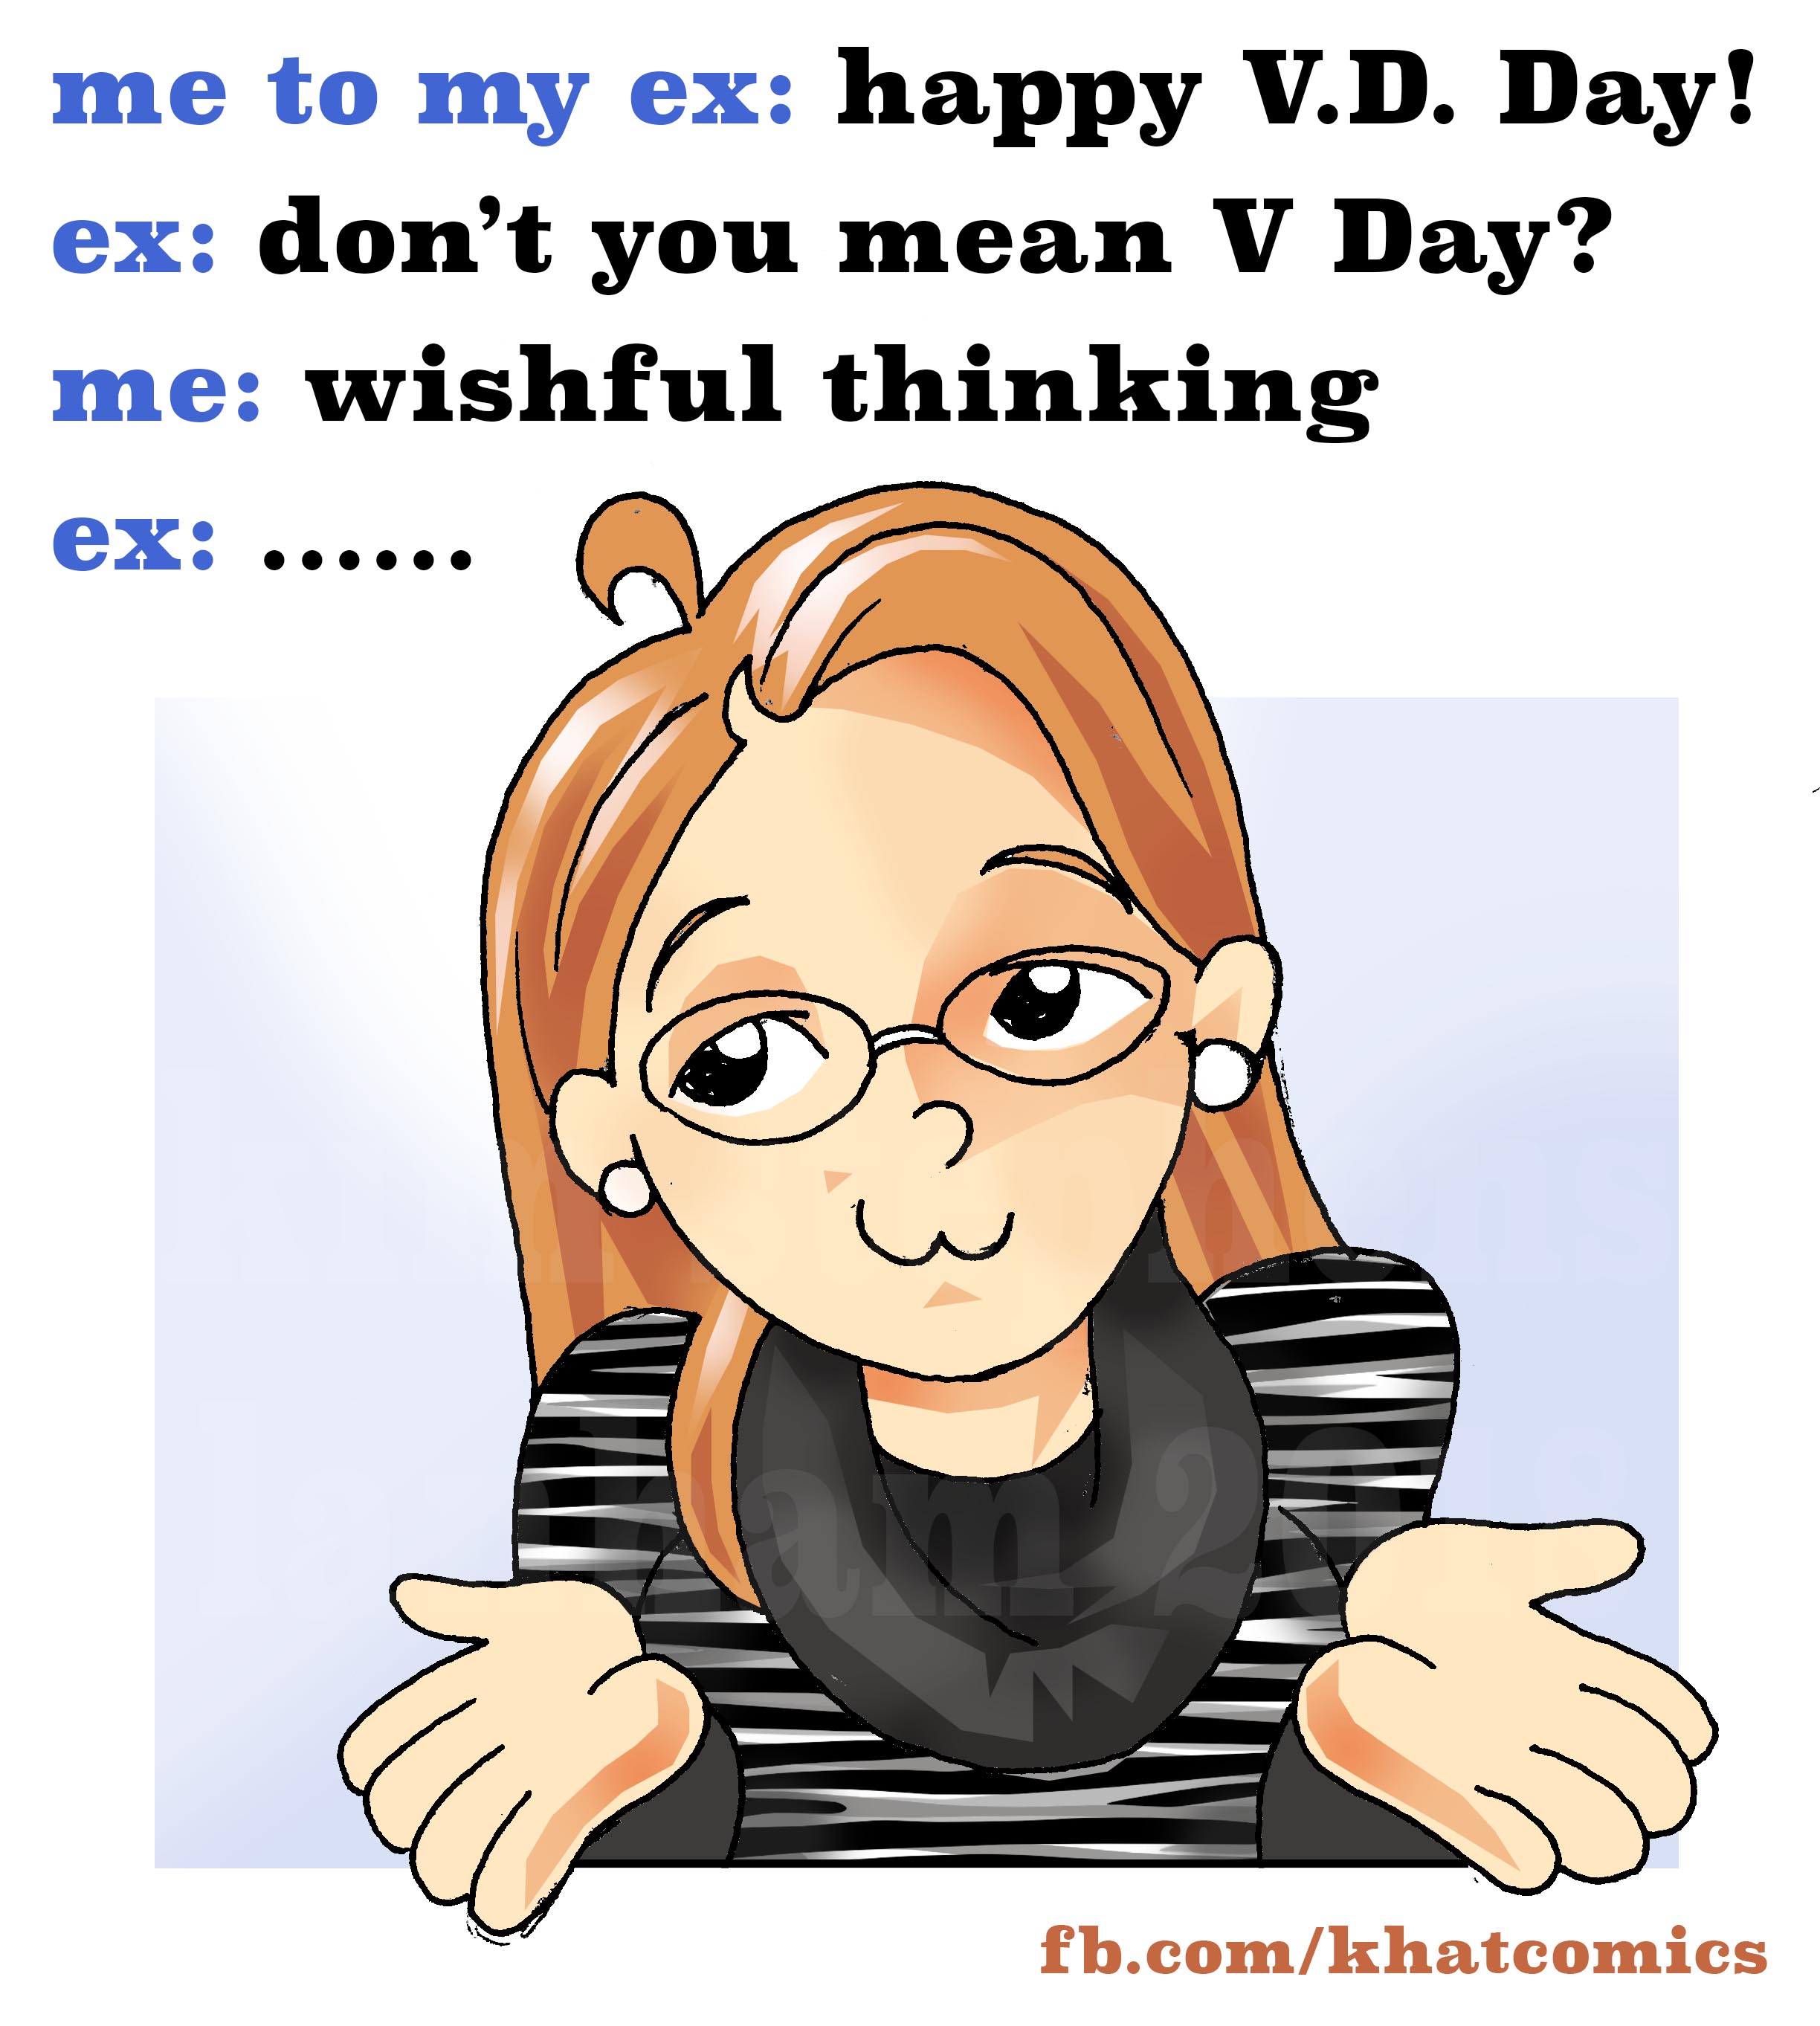 me to my ex: happy V.D. Day!
ex: don’t you mean V Day?
me: wishful thinking
ex: ......
fb.com/khatcomics